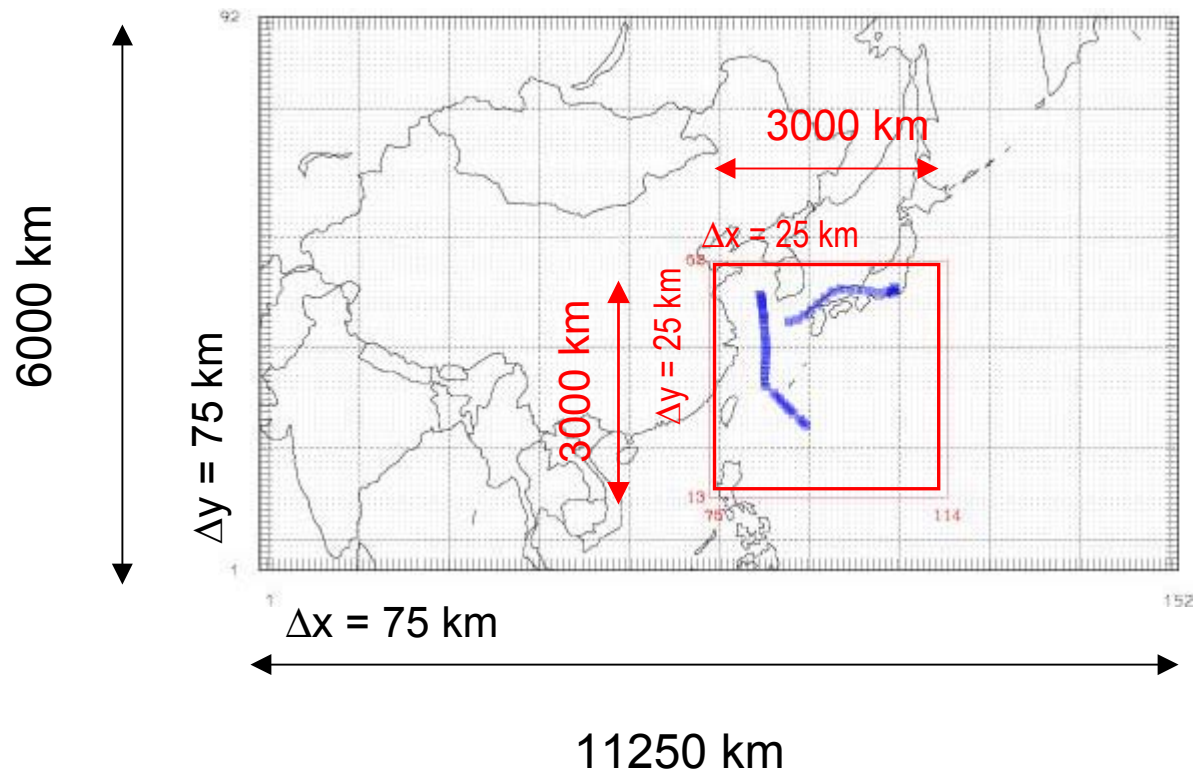 92
3000 km
Δx = 25 km
6000 km
Δy = 75 km
3000 km
Δy = 25 km
13
75
114
1
1
152
Δx = 75 km
11250 km